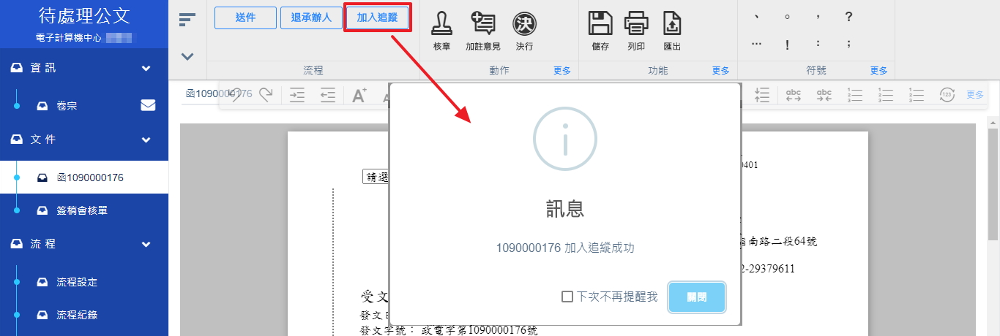 待處理公文
電子計算機中心
資訊
卷宗
文件
函1090000176
簽稿會核單
流程
流程設定
流程紀錄
送件 退承辦人 加入追蹤
流程
核章 加註意見 決行
動作 更多
儲存 列印 匯出
功能 更多
、 。 , ?
… ! : ;
符號 更多
函1090000176
A+ A abc abc 123 更多
請選
0401
指南路二段64號
2-29379611
受文
發文日
發文字號: 政電字第1090000176號
i
訊息
1090000176 加入追縱成功
下次不再提醒我 關閉